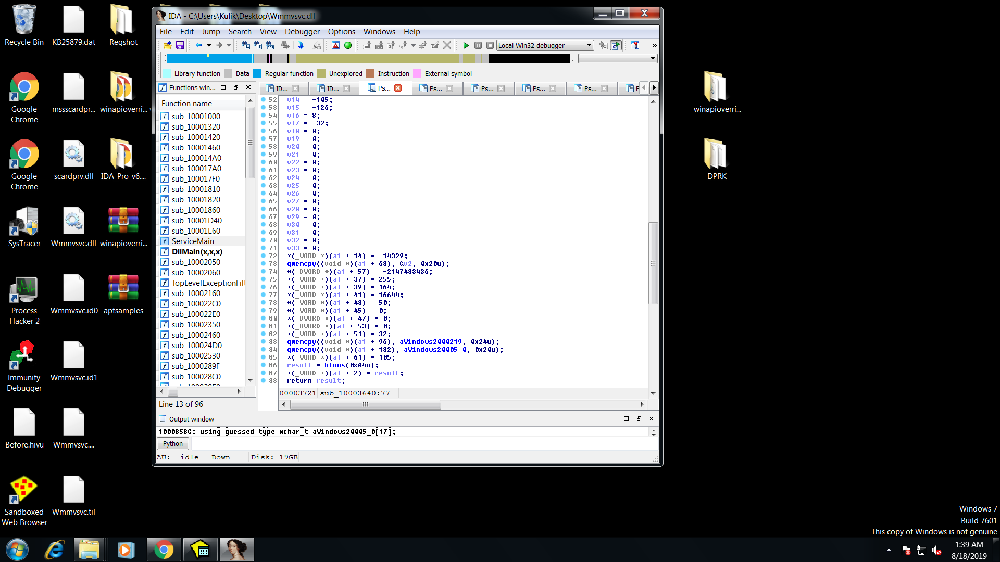 IDA - C:\Users\Kulik\Desktop\Wmmvsvc.dll
File Edit Jump Search View Debugger Options Windows Help
Local Win32 debugger
Library function Data Regular function Unexplored Instruction External symbol
Functions win...
ID... ID... Ps... Ps... Ps... Ps... Ps...
Function name
sub_10001000
sub_10001320
sub_10001420
sub_10001460
sub_100014A0
sub_100017A0
sub_100017F0
sub_10001810
sub_10001820
sub_10001860
sub_10001D40
sub_10001E60
ServiceMain
DllMain(x,x,x)
sub_10002050
sub_10002060
TopLevelExceptionFilt
sub_10002160
sub_100022C0
sub_100022E0
sub_10002350
sub_10002460
sub_100024D0
sub_10002530
sub_1000289F
sub_100028C0
Line 13 of 96
52 v14 = -105;
53 v15 = -126;
54 v16 = 8;
55 v17 = -32;
56 v18 = 0;
57 v19 = 0;
58 v20 = 0;
59 v21 = 0;
60 v22 = 0;
61 v23 = 0;
62 v24 = 0;
63 v25 = 0;
64 v26 = 0;
65 v27 = 0;
66 v28 = 0;
67 v29 = 0;
68 v30 = 0;
69 v31 = 0;
70 v32 = 0;
71 v33 = 0;
72 *(_WORD *)(a1 + 14) = -14329;
73 qmemcpy((void *)(a1 + 63), &v2, 0x20u);
74 *(_DWORD *)(a1 + 57) = -2147483436;
75 *(_WORD *)(a1 + 37) = 255;
76 *(_WORD *)(a1 + 39) = 164;
77 *(_WORD *)(a1 + 41) = 16644;
78 *(_WORD *)(a1 + 43) = 50;
79 *(_WORD *)(a1 + 45) = 0;
80 *(_DWORD *)(a1 + 47) = 0;
81 *(_DWORD *)(a1 + 53) = 0;
82 *(_WORD *)(a1 + 51) = 32;
83 qmemcpy((void *)(a1 + 96), aWindows2000219, 0x24u);
84 qmemcpy((void *)(a1 + 132), aWindows20005_0, 0x20u);
85 *(_WORD *)(a1 + 61) = 105;
86 result = htons(0xA4u);
87 *(_WORD *)(a1 + 2) = result;
88 return result;
00003721 sub_10003640:77
Output window
1000858C: using guessed type wchar_t aWindows20005_0[17];
Python
AU: idle Down Disk: 19GB
Recycle Bin
KB25879.dat
Regshot
Google
Chrome
mssscardpr...
winapioverri...
Google
Chrome
scardprv.dll
IDA_Pro_v6....
SysTracer
Wmmvsvc.dll
winapioverri...
Process
Hacker 2
Wmmvsvc.id0
aptsamples
Immunity
Debugger
Wmmvsvc.id1
Before.hivu
Wmmvsvc....
Sandboxed
Web Browser
Wmmvsvc.til
winapioverri...
DPRK
Windows 7
Build 7601
This copy of Windows is not genuine
1:39 AM
8/18/2019